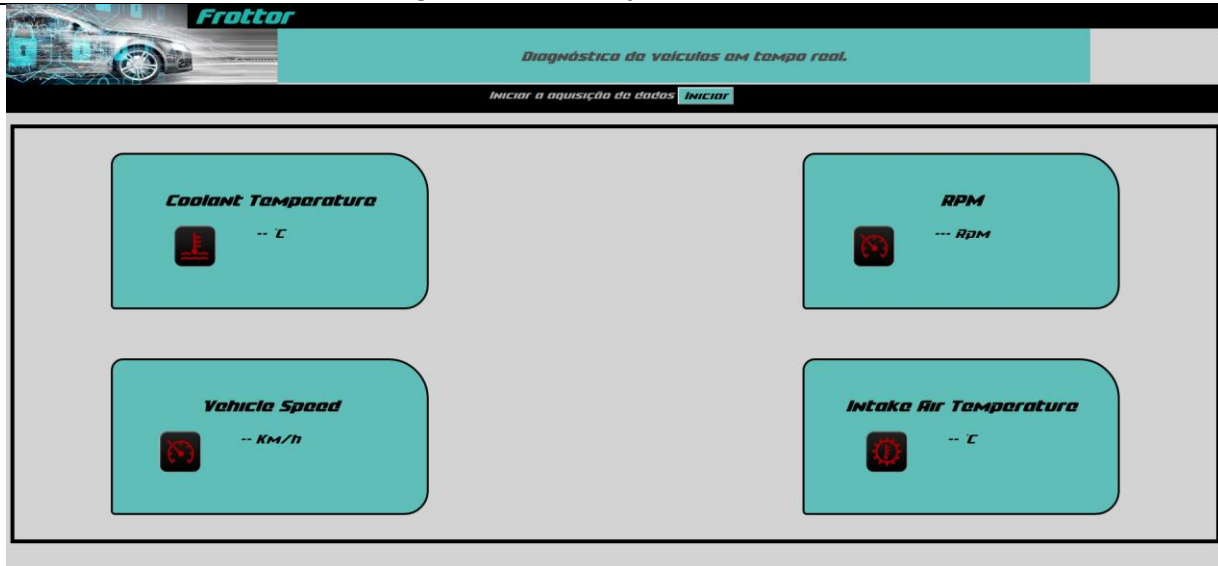 Frottor
Diagnóstico de veículos em tempo real.
Iniciar a aquisição de dados Iniciar
Coolant Temperature
-- °C
RPM
--- Rpm
Vehicle Speed
-- Km/h
Intake Air Temperature
-- °C